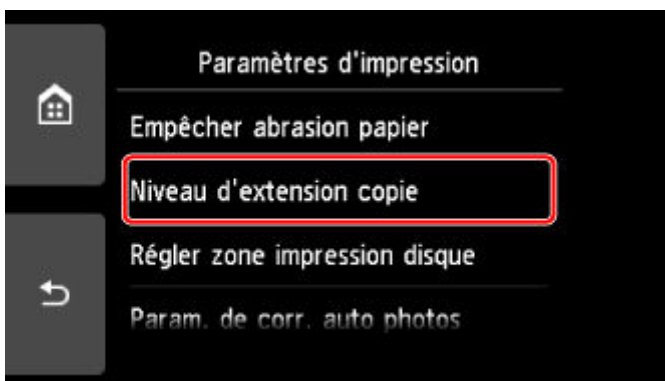 Paramètres d'impression
Empêcher abrasion papier
Niveau d'extension copie
Régler zone impression disque
Param. de corr. auto photos